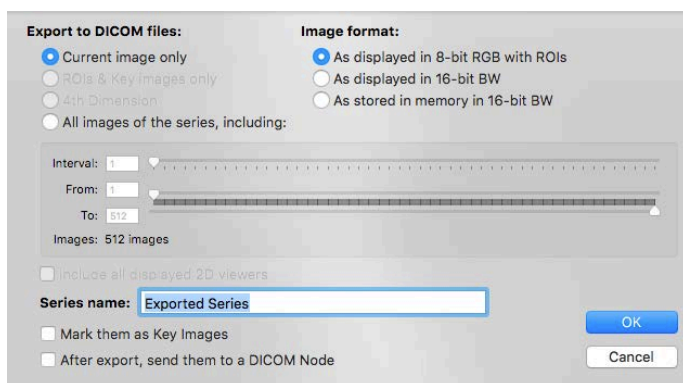 Export to DICOM files:
Image format:
Current image only
As displayed in 8-bit RGB with ROIs
ROIs & Key images only
As displayed in 16-bit BW
4th Dimension
As stored in memory in 16-bit BW
All images of the series, including:
Interval: 1
From: 1
To: 512
Images: 512 images
Include all displayed 2D viewers
Series name: Exported Series
Mark them as Key Images
OK
After export, send them to a DICOM Node
Cancel